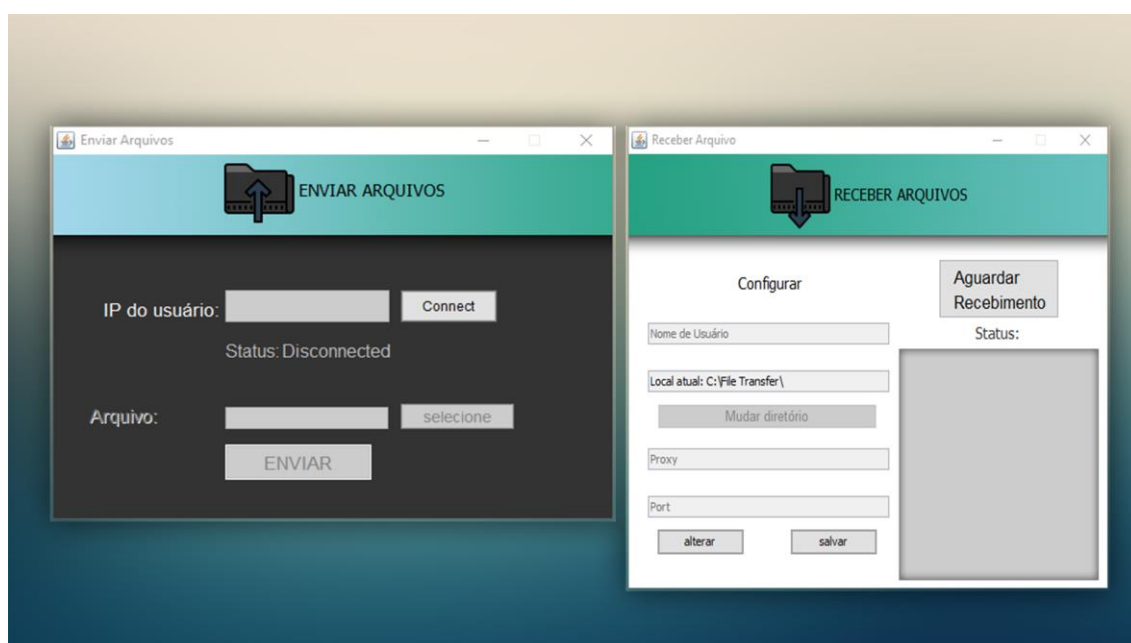 Enviar Arquivos
ENVIAR ARQUIVOS
IP do usuário:
Connect
Status: Disconnected
Arquivo:
selecione
ENVIAR
Receber Arquivo
RECEBER ARQUIVOS
Configurar
Nome de Usuário
Local atual: C:\File Transfer\
Mudar diretório
Proxy
Port
alterar
salvar
Aguardar
Recebimento
Status: